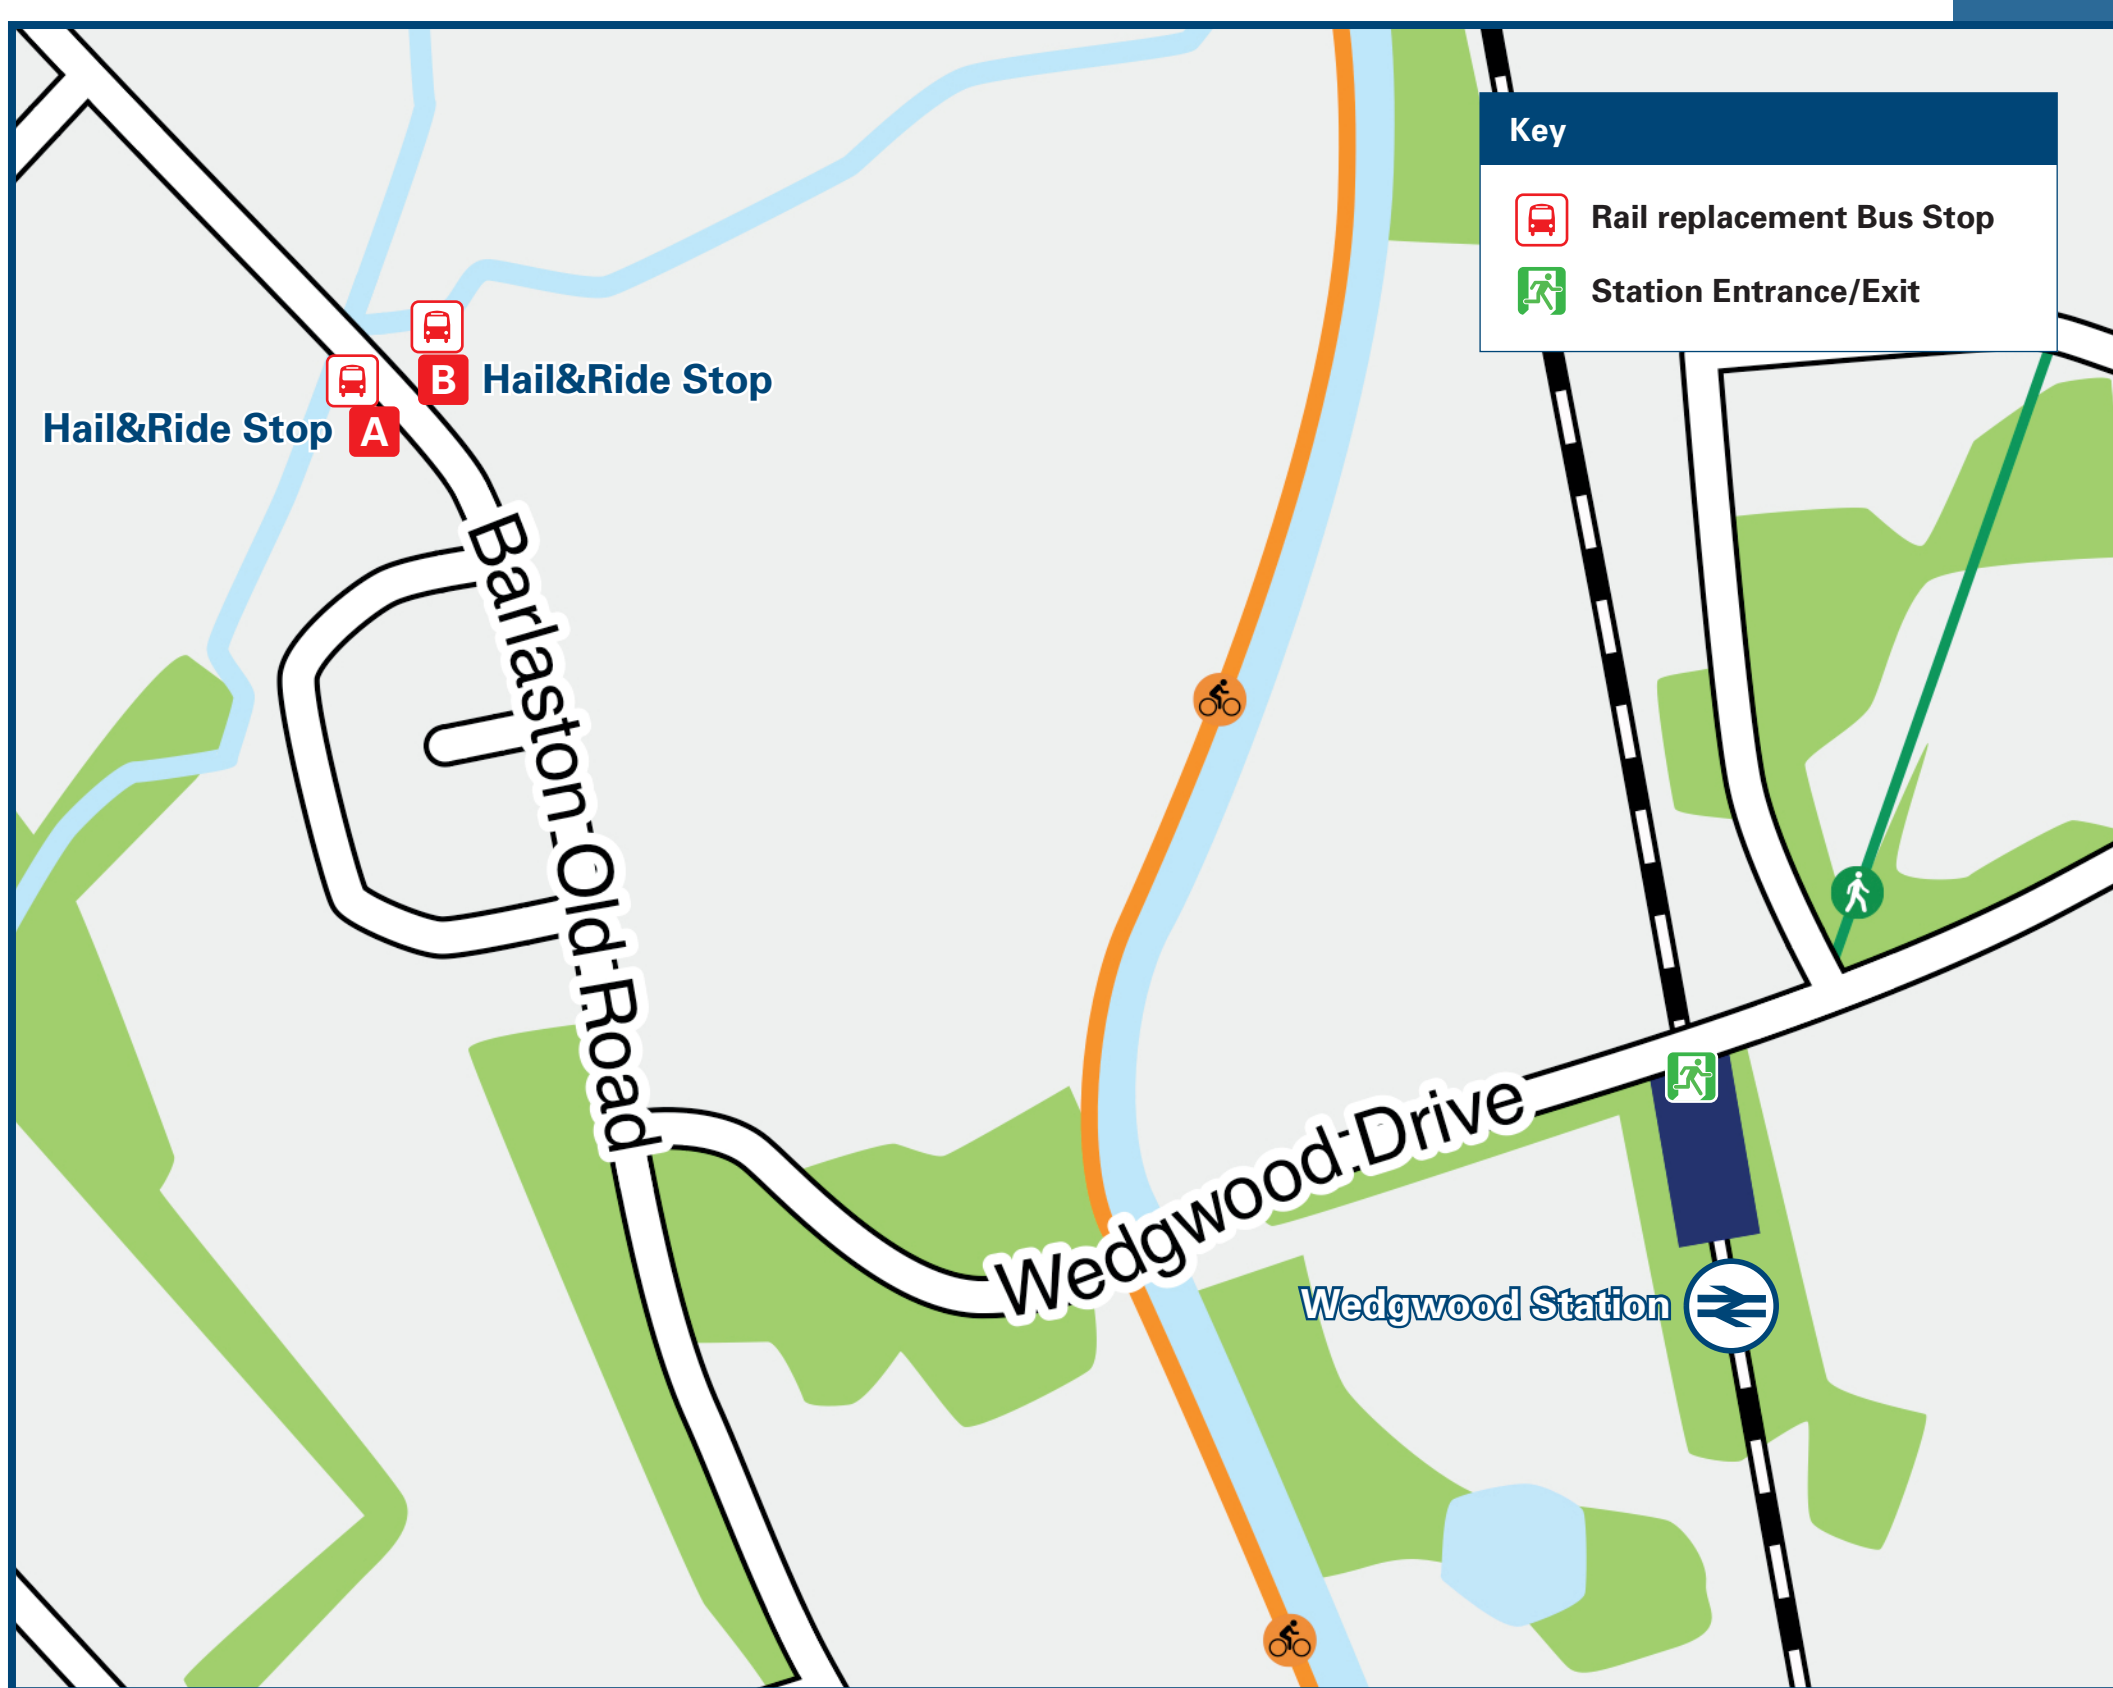 Key
Rail replacement Bus Stop
Station Entrance/Exit
B Hail&Ride Stop
Hail&Ride Stop A
Barlaston Old Road
Wedgwood Drive
Wedgwood Station